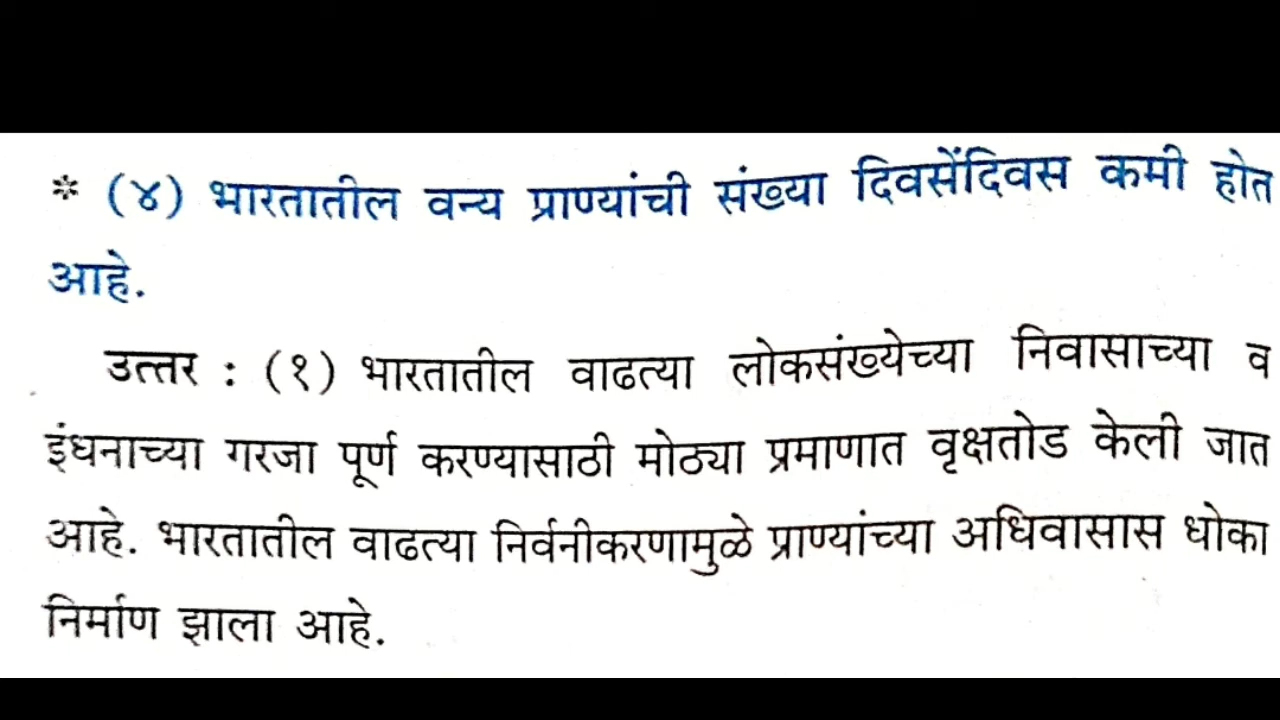 * (४) भारतातील वन्य प्राण्यांची संख्या दिवसेंदिवस कमी होत
आहे.
उत्तर : (१) भारतातील वाढत्या लोकसंख्येच्या निवासाच्या व
इंधनाच्या गरजा पूर्ण करण्यासाठी मोठ्या प्रमाणात वृक्षतोड केली जात
आहे. भारतातील वाढत्या निर्वनीकरणामुळे प्राण्यांच्या अधिवासास धोका
निर्माण झाला आहे.